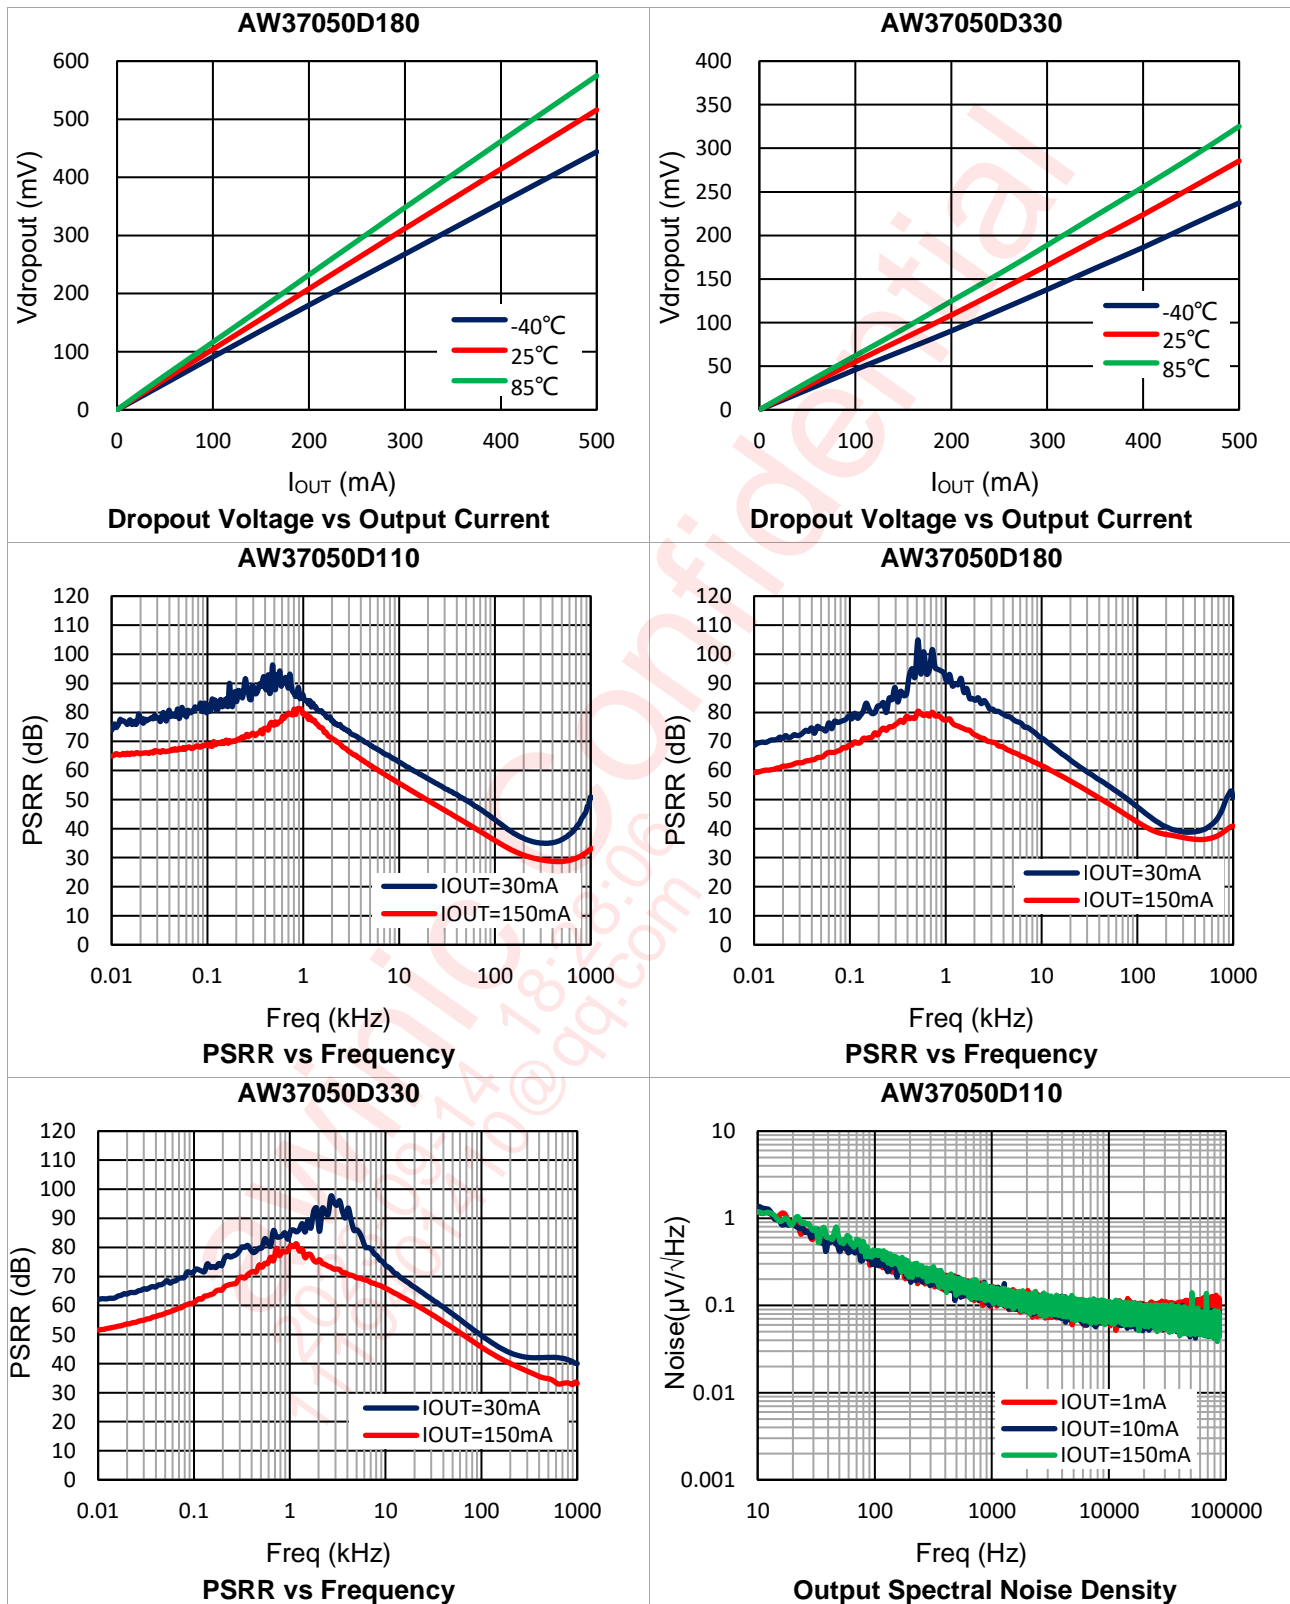 AW37050D180
600
500
400
300
200
100
0
Vdropout (mV)
-40℃
25℃
85℃
0 100 200 300 400 500
IOUT (mA)
Dropout Voltage vs Output Current
AW37050D330
400
350
300
250
200
150
100
50
0
Vdropout (mV)
-40℃
25℃
85℃
0 100 200 300 400 500
IOUT (mA)
Dropout Voltage vs Output Current
AW37050D110
120
110
100
90
80
70
60
50
40
30
20
10
0
PSRR (dB)
IOUT=30mA
IOUT=150mA
0.01 0.1 1 10 100 1000
Freq (kHz)
PSRR vs Frequency
AW37050D180
120
110
100
90
80
70
60
50
40
30
20
10
0
PSRR (dB)
IOUT=30mA
IOUT=150mA
0.01 0.1 1 10 100 1000
Freq (kHz)
PSRR vs Frequency
AW37050D330
120
110
100
90
80
70
60
50
40
30
20
10
0
PSRR (dB)
IOUT=30mA
IOUT=150mA
0.01 0.1 1 10 100 1000
Freq (kHz)
PSRR vs Frequency
AW37050D110
10
1
0.1
0.01
0.001
Noise(μV/√Hz)
IOUT=1mA
IOUT=10mA
IOUT=150mA
10 100 1000 10000 100000
Freq (Hz)
Output Spectral Noise Density
awinic Confidential
18:28:06